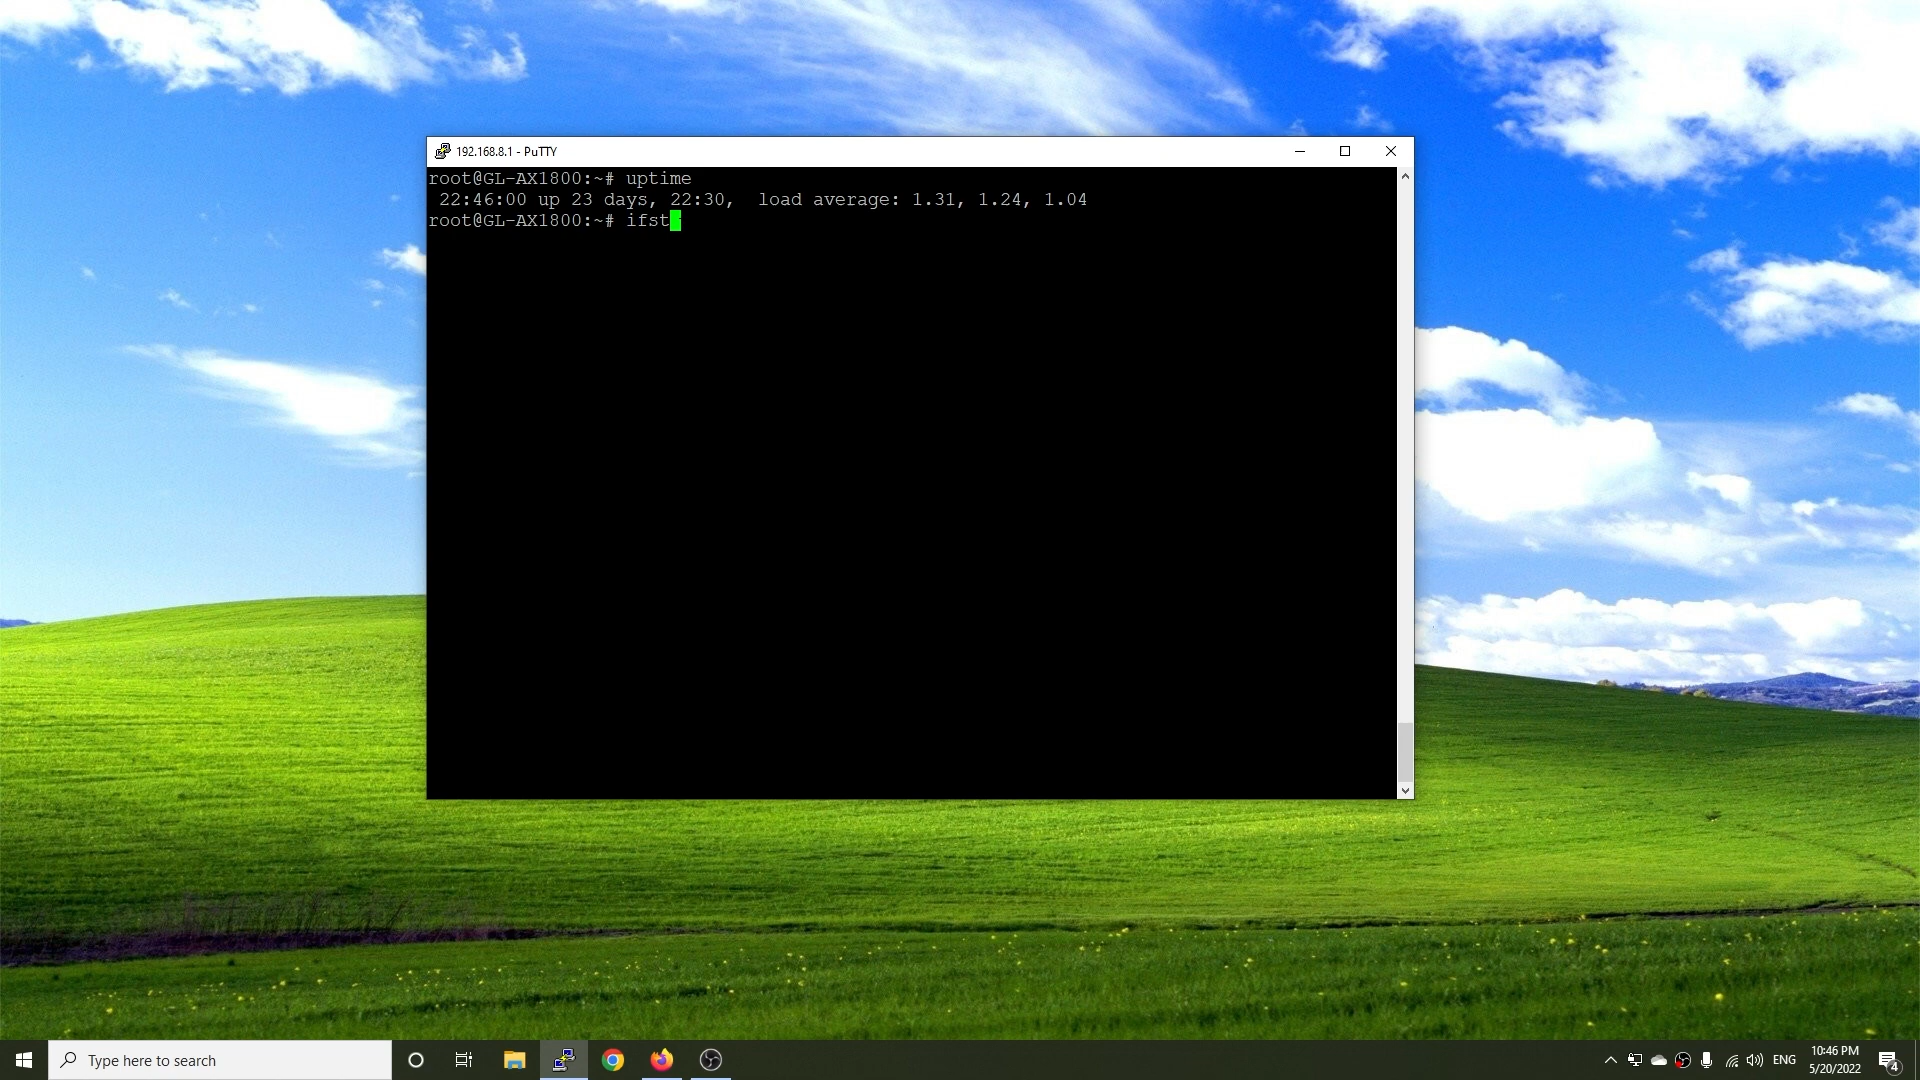 192.168.8.1 - PuTTY
root@GL-AX1800:~# uptime
 22:46:00 up 23 days, 22:30,  load average: 1.31, 1.24, 1.04
root@GL-AX1800:~# ifst
Type here to search
ENG
10:46 PM
5/20/2022
4